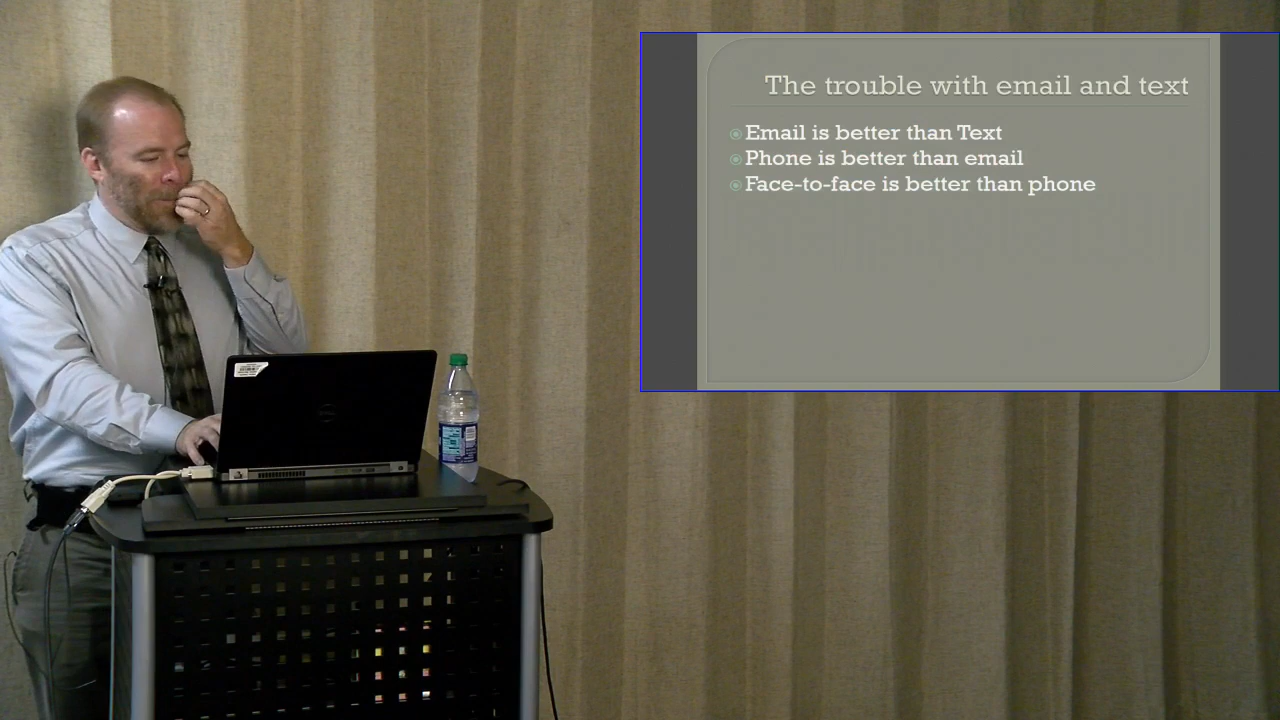 The trouble with email and text
Email is better than Text
Phone is better than email
Face-to-face is better than phone